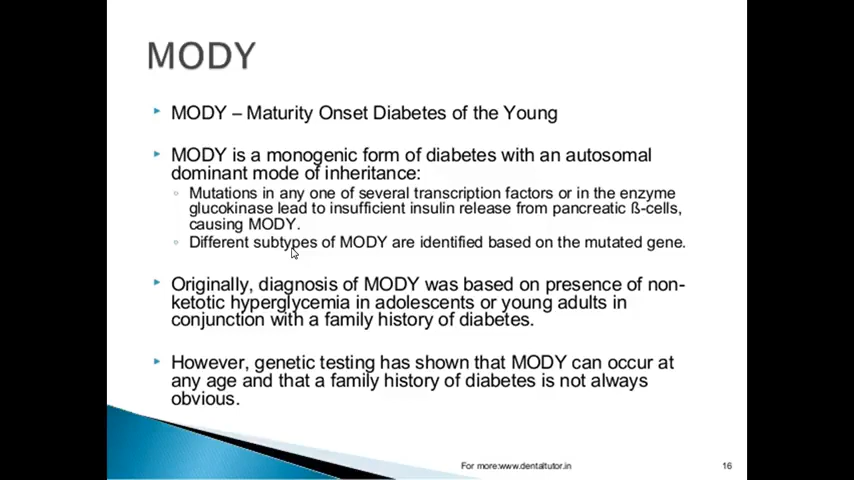 MODY
MODY – Maturity Onset Diabetes of the Young
MODY is a monogenic form of diabetes with an autosomal
dominant mode of inheritance:
Mutations in any one of several transcription factors or in the enzyme
glucokinase lead to insufficient insulin release from pancreatic ß-cells,
causing MODY.
Different subtypes of MODY are identified based on the mutated gene.
Originally, diagnosis of MODY was based on presence of non-
ketotic hyperglycemia in adolescents or young adults in
conjunction with a family history of diabetes.
However, genetic testing has shown that MODY can occur at
any age and that a family history of diabetes is not always
obvious.
For more:www.dentaltutor.in
16